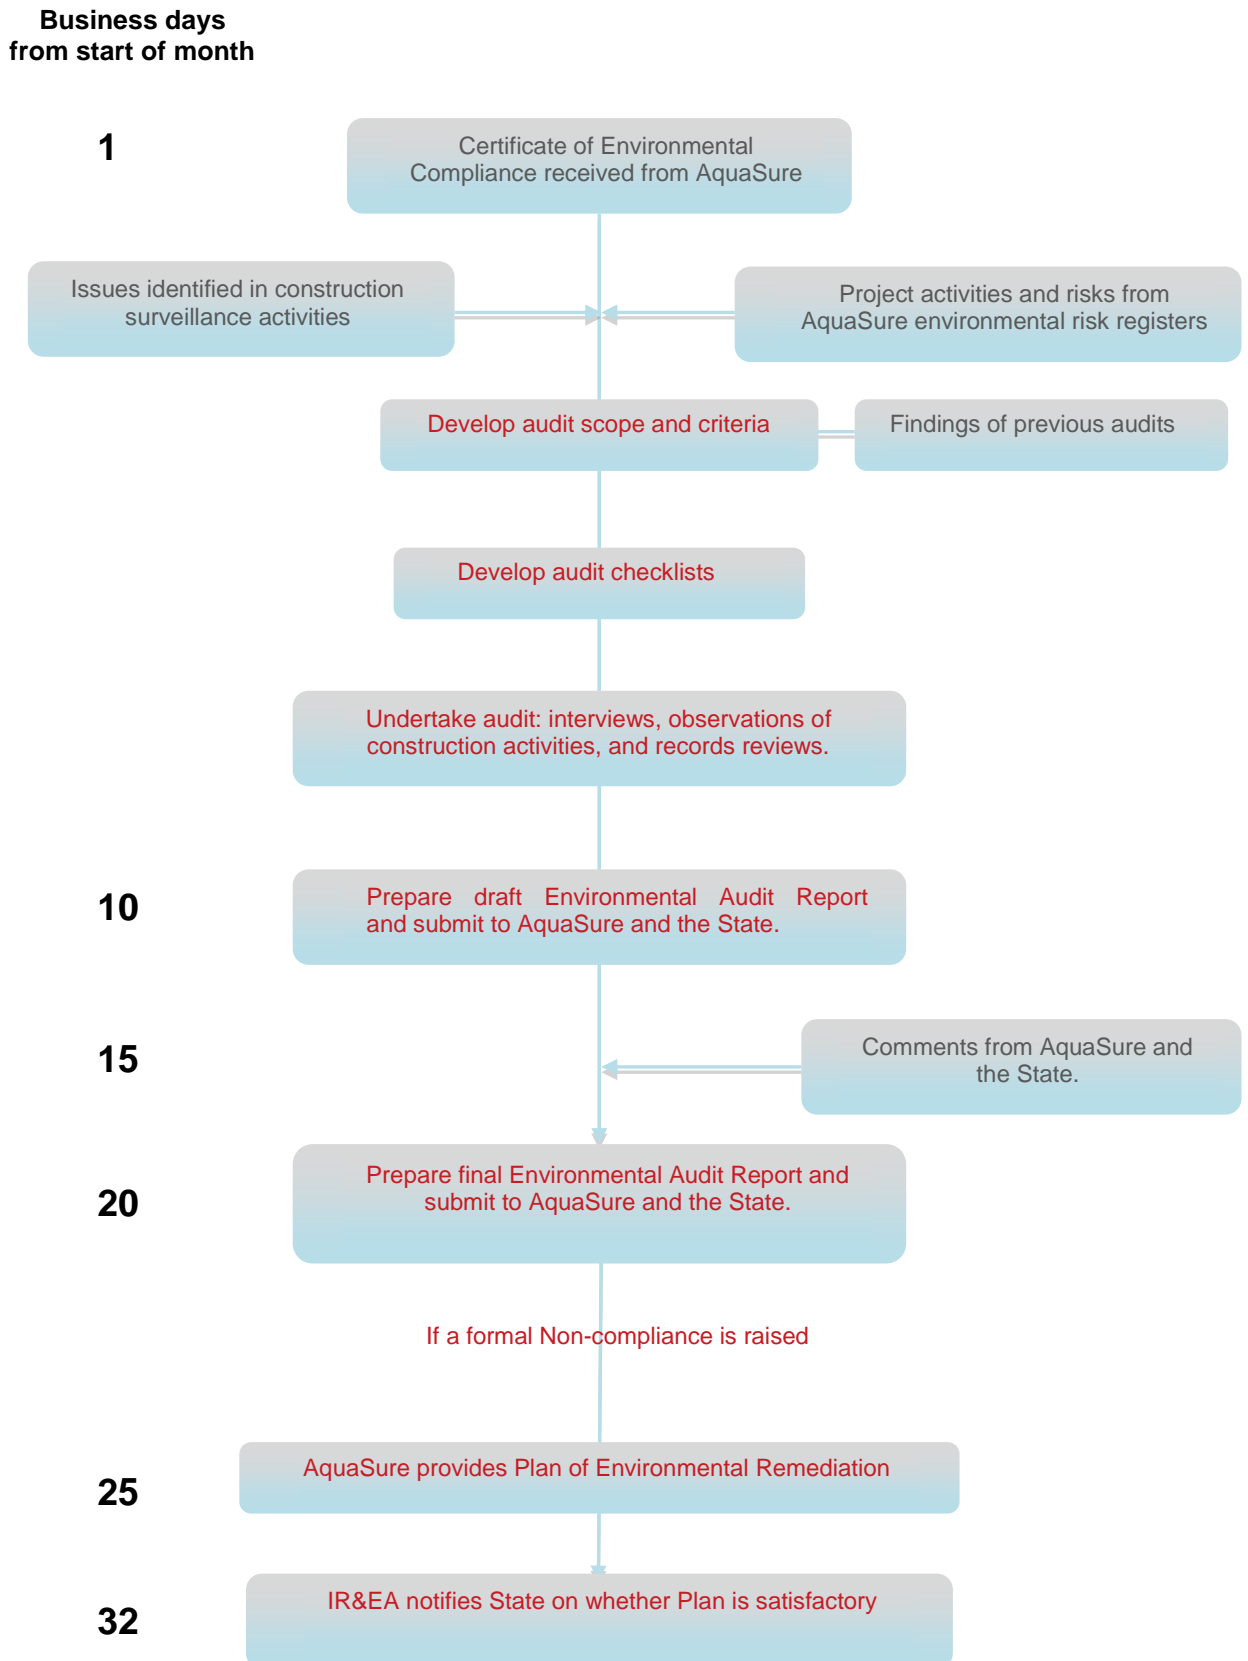 Business days
from start of month
1
Certificate of Environmental
Compliance received from AquaSure
Issues identified in construction
surveillance activities
Project activities and risks from
AquaSure environmental risk registers
Develop audit scope and criteria
Findings of previous audits
Develop audit checklists
Undertake audit: interviews, observations of
construction activities, and records reviews.
10
Prepare draft Environmental Audit Report
and submit to AquaSure and the State.
15
Comments from AquaSure and
the State.
20
Prepare final Environmental Audit Report and
submit to AquaSure and the State.
If a formal Non-compliance is raised
25
AquaSure provides Plan of Environmental Remediation
32
IR&EA notifies State on whether Plan is satisfactory